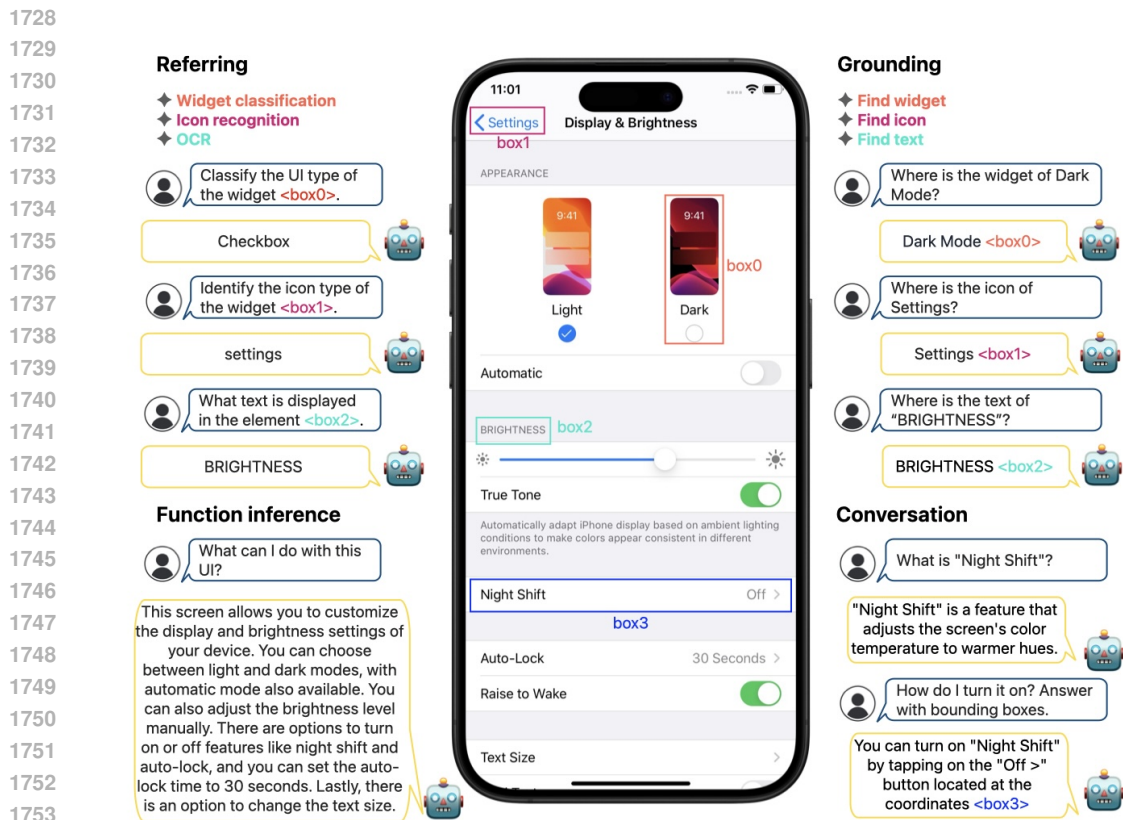 1728
1729
1730
1731
1732
1733
1734
1735
1736
1737
1738
1739
1740
1741
1742
1743
1744
1745
1746
1747
1748
1749
1750
1751
1752
1753
Referring
Widget classification
Icon recognition
OCR
Classify the UI type of
the widget <box0>.
Checkbox
Identify the icon type of
the widget <box1>.
settings
What text is displayed
in the element <box2>.
BRIGHTNESS
Function inference
What can I do with this
UI?
This screen allows you to customize
the display and brightness settings of
your device. You can choose
between light and dark modes, with
automatic mode also available. You
can also adjust the brightness level
manually. There are options to turn
on or off features like night shift and
auto-lock, and you can set the auto-
lock time to 30 seconds. Lastly, there
is an option to change the text size.
11:01
Settings Display & Brightness
box1
APPEARANCE
9:41 9:41
box0
Light Dark
Automatic
BRIGHTNESS box2
True Tone
Automatically adapt iPhone display based on ambient lighting
conditions to make colors appear consistent in different
environments.
Night Shift Off >
box3
Auto-Lock 30 Seconds >
Raise to Wake
Text Size >
Grounding
Find widget
Find icon
Find text
Where is the widget of Dark
Mode?
Dark Mode <box0>
Where is the icon of
Settings?
Settings <box1>
Where is the text of
“BRIGHTNESS”?
BRIGHTNESS <box2>
Conversation
What is "Night Shift"?
"Night Shift" is a feature that
adjusts the screen's color
temperature to warmer hues.
How do I turn it on? Answer
with bounding boxes.
You can turn on "Night Shift"
by tapping on the "Off >"
button located at the
coordinates <box3>